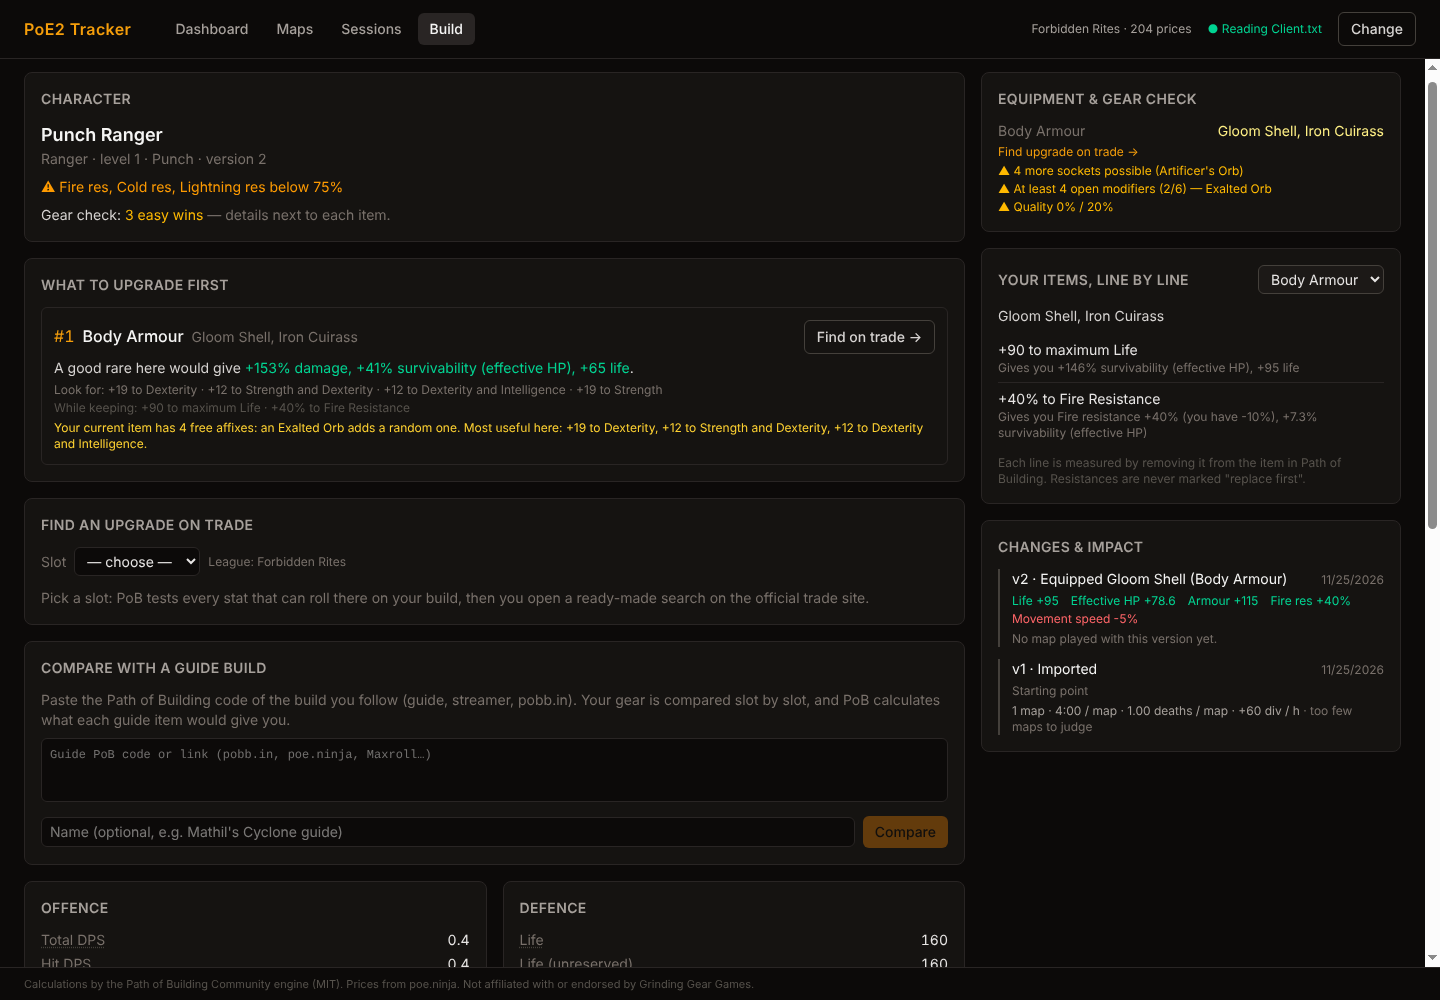 PoE2 Tracker
Dashboard
Maps
Sessions
Build
Forbidden Rites · 204 prices
Reading Client.txt
Change
CHARACTER
Punch Ranger
Ranger · level 1 · Punch · version 2
⚠ Fire res, Cold res, Lightning res below 75%
Gear check: 3 easy wins — details next to each item.
WHAT TO UPGRADE FIRST
#1 Body Armour Gloom Shell, Iron Cuirass
Find on trade →
A good rare here would give +153% damage, +41% survivability (effective HP), +65 life.
Look for: +19 to Dexterity · +12 to Strength and Dexterity · +12 to Dexterity and Intelligence · +19 to Strength
While keeping: +90 to maximum Life · +40% to Fire Resistance
Your current item has 4 free affixes: an Exalted Orb adds a random one. Most useful here: +19 to Dexterity, +12 to Strength and Dexterity, +12 to Dexterity
and Intelligence.
FIND AN UPGRADE ON TRADE
Slot
— choose —
League: Forbidden Rites
Pick a slot: PoB tests every stat that can roll there on your build, then you open a ready-made search on the official trade site.
COMPARE WITH A GUIDE BUILD
Paste the Path of Building code of the build you follow (guide, streamer, pobb.in). Your gear is compared slot by slot, and PoB calculates
what each guide item would give you.
Guide PoB code or link (pobb.in, poe.ninja, Maxroll…)
Name (optional, e.g. Mathil's Cyclone guide)
Compare
OFFENCE
Total DPS 0.4
Hit DPS 0.4
DEFENCE
Life 160
Life (unreserved) 160
EQUIPMENT & GEAR CHECK
Body Armour Gloom Shell, Iron Cuirass
Find upgrade on trade →
▲ 4 more sockets possible (Artificer's Orb)
▲ At least 4 open modifiers (2/6) — Exalted Orb
▲ Quality 0% / 20%
YOUR ITEMS, LINE BY LINE
Body Armour
Gloom Shell, Iron Cuirass
+90 to maximum Life
Gives you +146% survivability (effective HP), +95 life
+40% to Fire Resistance
Gives you Fire resistance +40% (you have -10%), +7.3%
survivability (effective HP)
Each line is measured by removing it from the item in Path of
Building. Resistances are never marked "replace first".
CHANGES & IMPACT
v2 · Equipped Gloom Shell (Body Armour) 11/25/2026
Life +95 Effective HP +78.6 Armour +115 Fire res +40%
Movement speed -5%
No map played with this version yet.
v1 · Imported 11/25/2026
Starting point
1 map · 4:00 / map · 1.00 deaths / map · +60 div / h · too few
maps to judge
Calculations by the Path of Building Community engine (MIT). Prices from poe.ninja. Not affiliated with or endorsed by Grinding Gear Games.